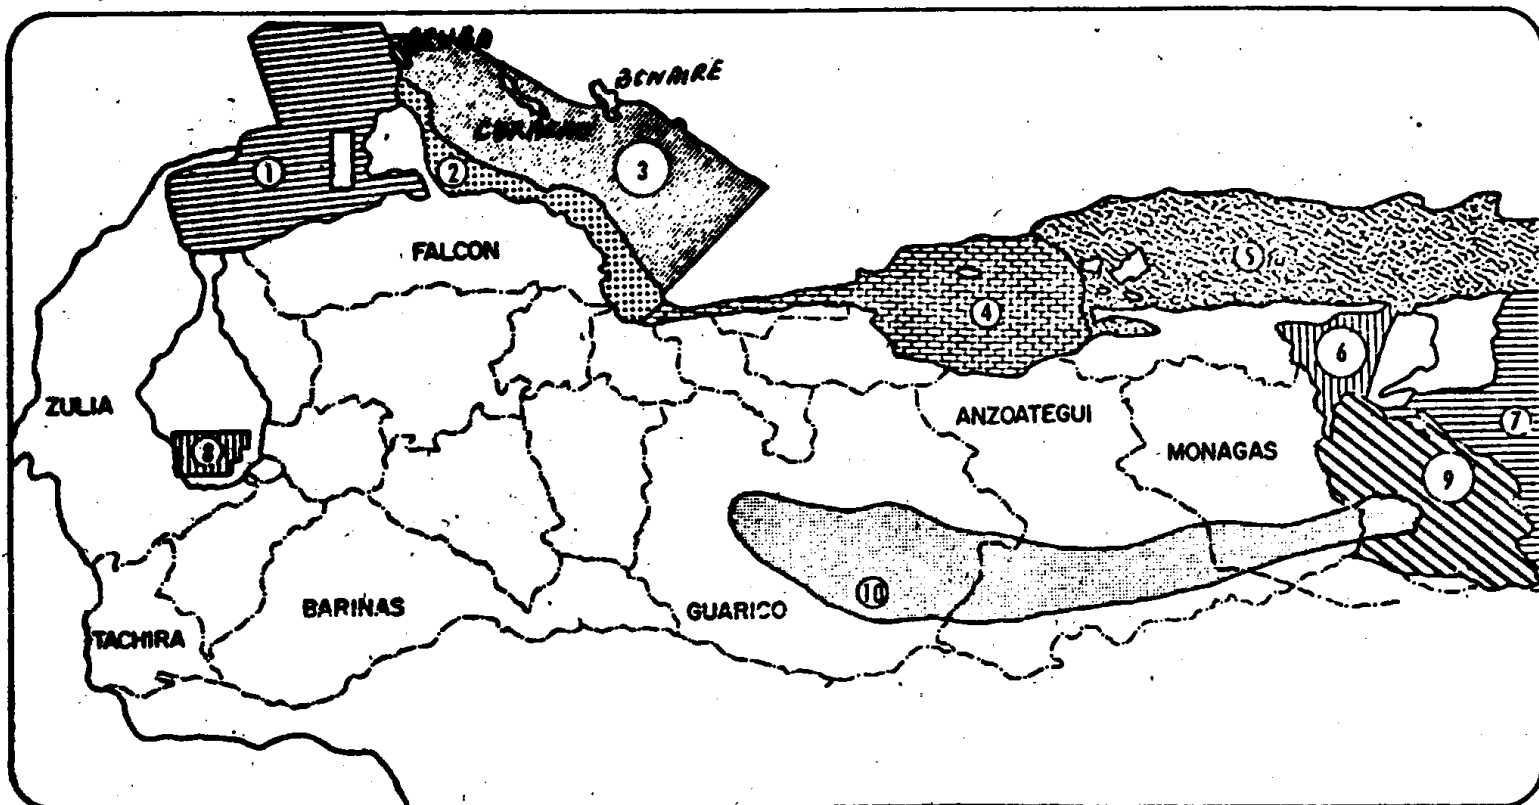 BONAIRE
1
2
3
FALCON
5
4
6
ZULIA
ANZOATEGUI
7
8
MONAGAS
9
10
BARINAS
GUARICO
TACHIRA